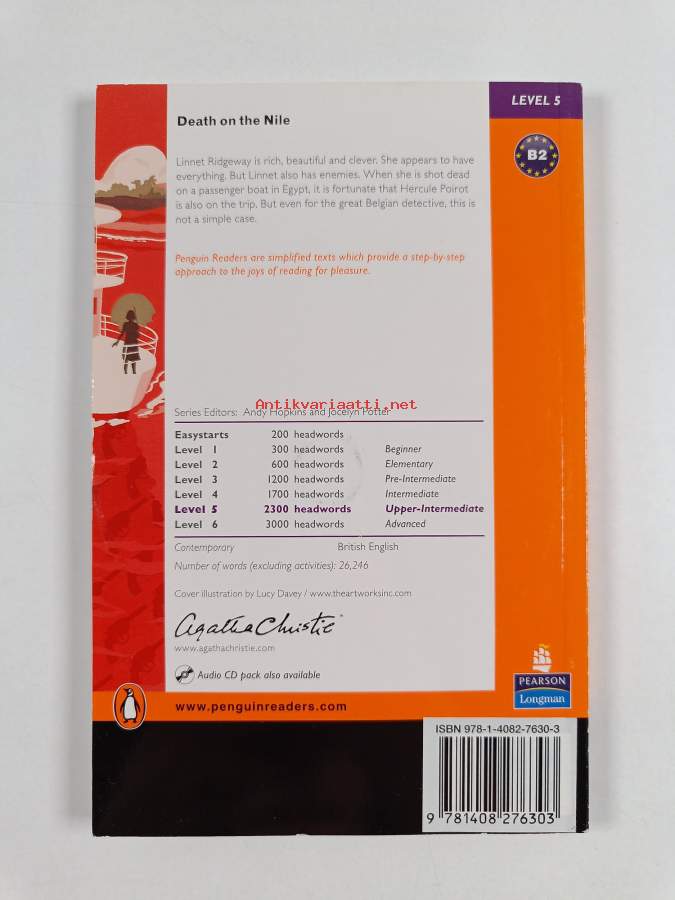 LEVEL 5
B2
Death on the Nile
Linnet Ridgeway is rich, beautiful and clever. She appears to have
everything. But Linnet also has enemies. When she is shot dead
on a passenger boat in Egypt, it is fortunate that Hercule Poirot
is also on the trip. But even for the great Belgian detective, this is
not a simple case.
Penguin Readers are simplified texts which provide a step-by-step
approach to the joys of reading for pleasure.
Antikvariaatti.net
Series Editors: Andy Hopkins and Jocelyn Potter
Easystarts 200 headwords
Level 1 300 headwords Beginner
Level 2 600 headwords Elementary
Level 3 1200 headwords Pre-Intermediate
Level 4 1700 headwords Intermediate
Level 5 2300 headwords Upper-Intermediate
Level 6 3000 headwords Advanced
Contemporary British English
Number of words (excluding activities): 26,246
Cover illustration by Lucy Davey / www.theartworksinc.com
Agatha Christie
www.agathachristie.com
Audio CD pack also available
PEARSON
Longman
www.penguinreaders.com
ISBN 978-1-4082-7630-3
9 781408 276303